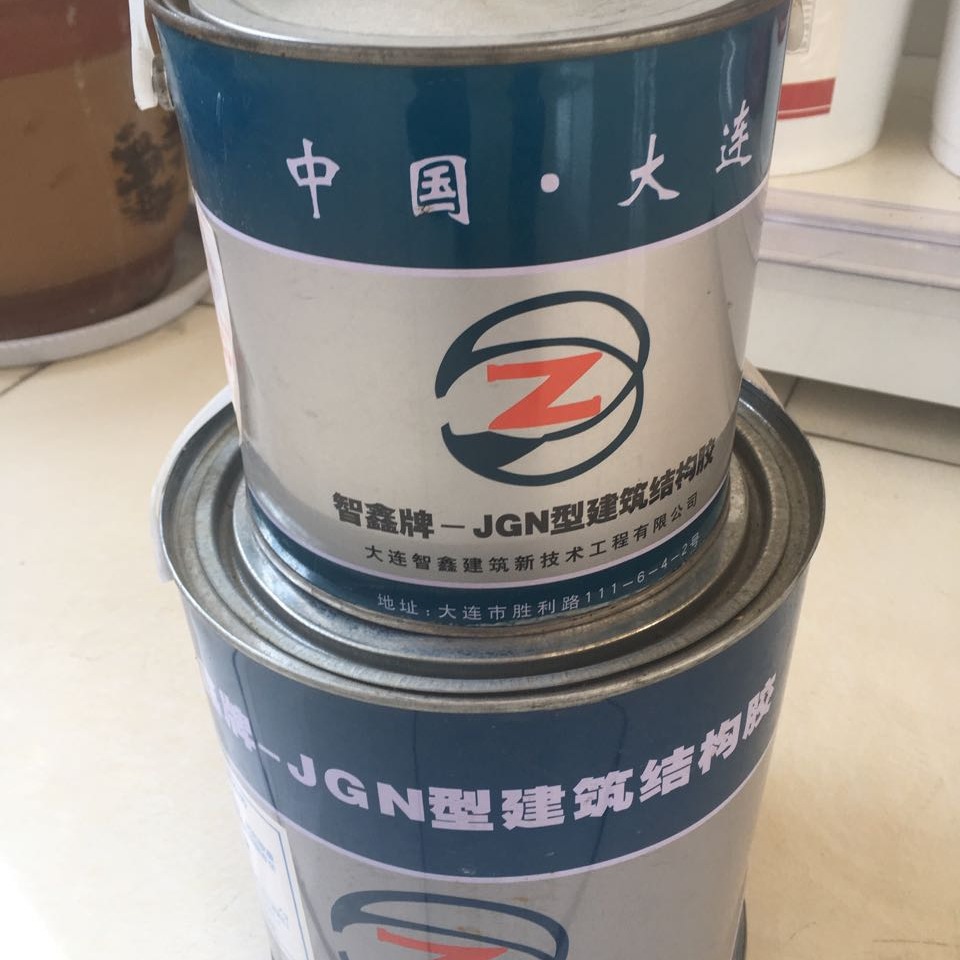 中国·大连
Z
智鑫牌－JGN型建筑结构胶
大连智鑫建筑新技术工程有限公司
地址：大连市胜利路111－6－4－2号
牌－JGN型建筑结构胶
Z